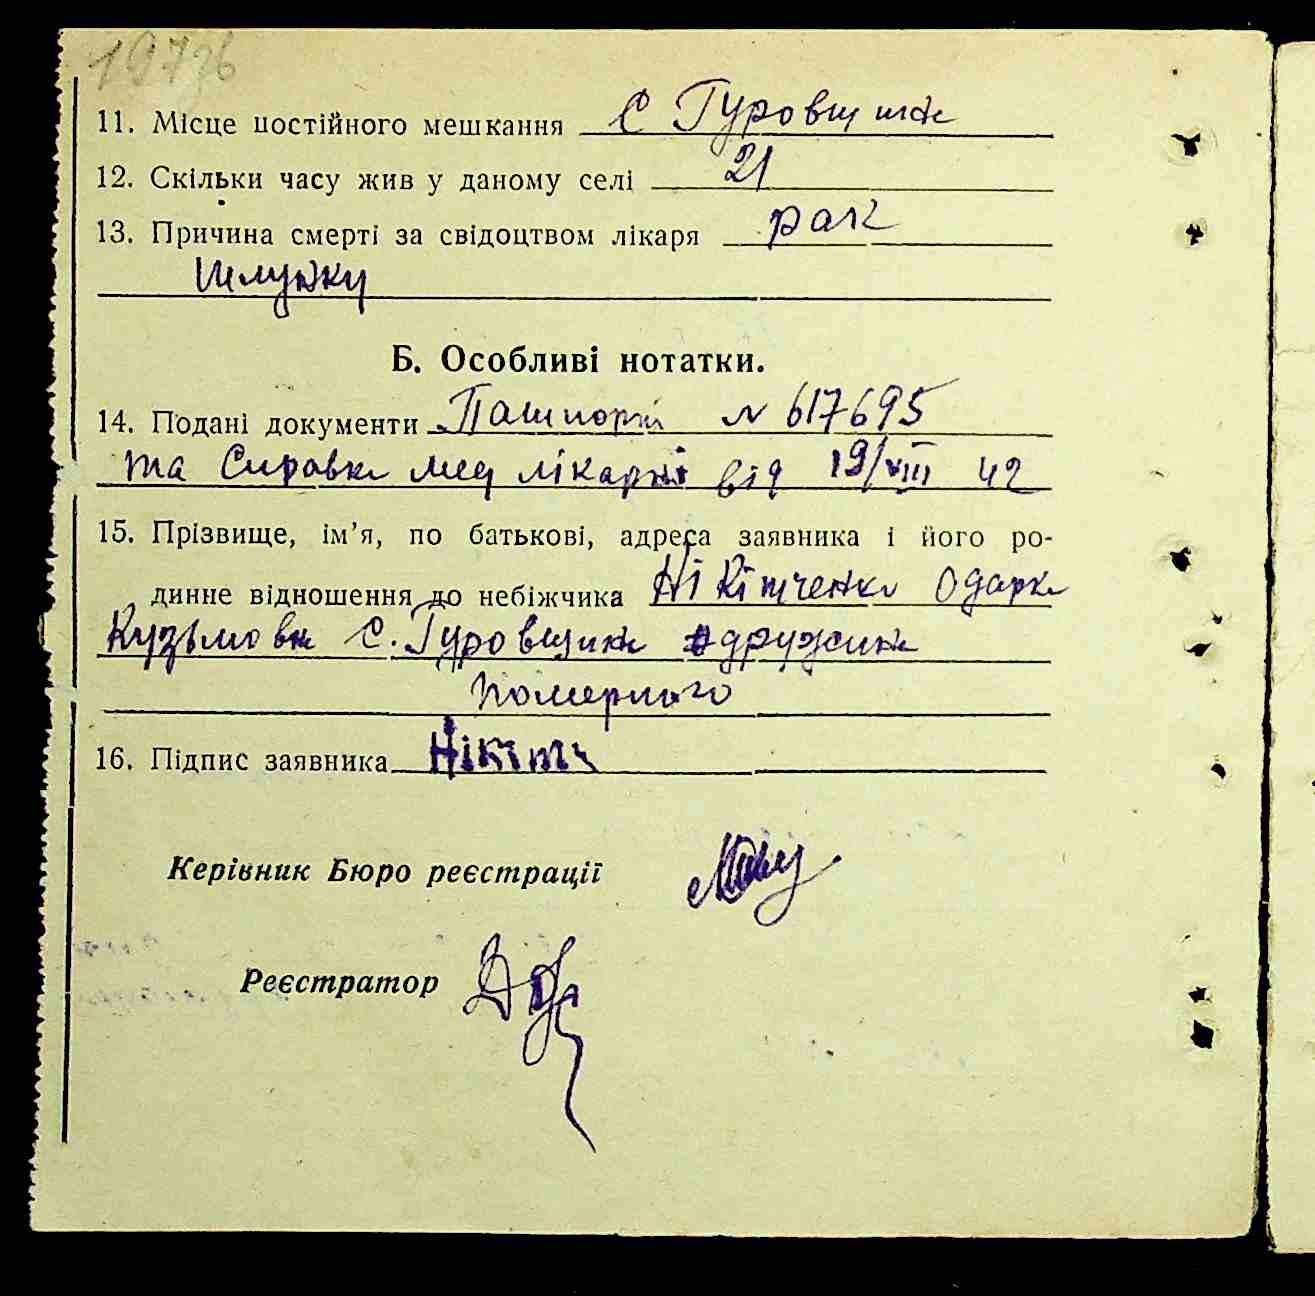 197зв
11. Місце постійного мешкання С Гуровщина
12. Скільки часу жив у даному селі 21
13. Причина смерті за свідоцтвом лікаря рак
шлунку
Б. Особливі нотатки.
14. Подані документи Пашпорт № 617695
та Справка мед лікарні від 19/VIII 42
15. Прізвище, ім’я, по батькові, адреса заявника і його ро-
динне відношення до небіжчика Нікітченко Одарка
Кузьмовна С. Гуровщина дружина
померлого
16. Підпис заявника Нікітч
Керівник Бюро реєстрації
Реєстратор